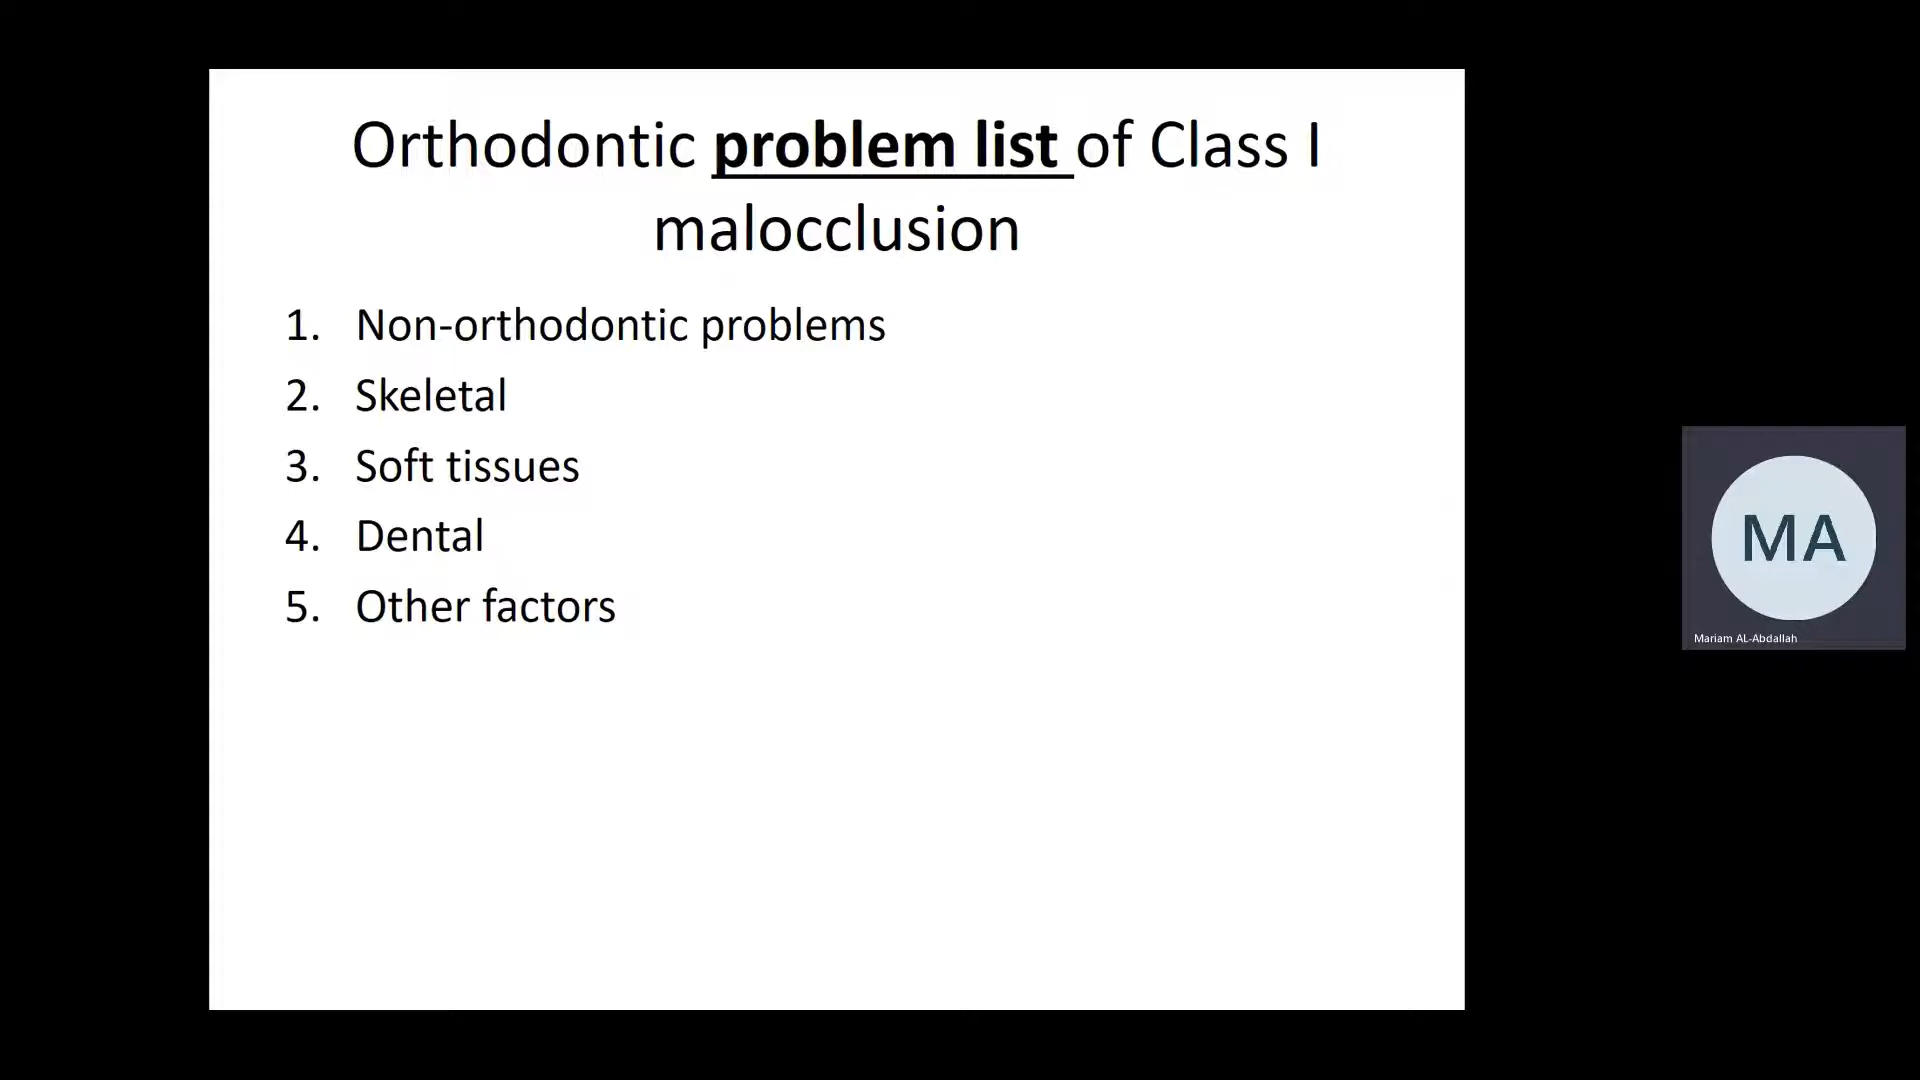 Orthodontic problem list of Class I
malocclusion
1. Non-orthodontic problems
2. Skeletal
3. Soft tissues
4. Dental
5. Other factors
MA
Mariam AL-Abdallah